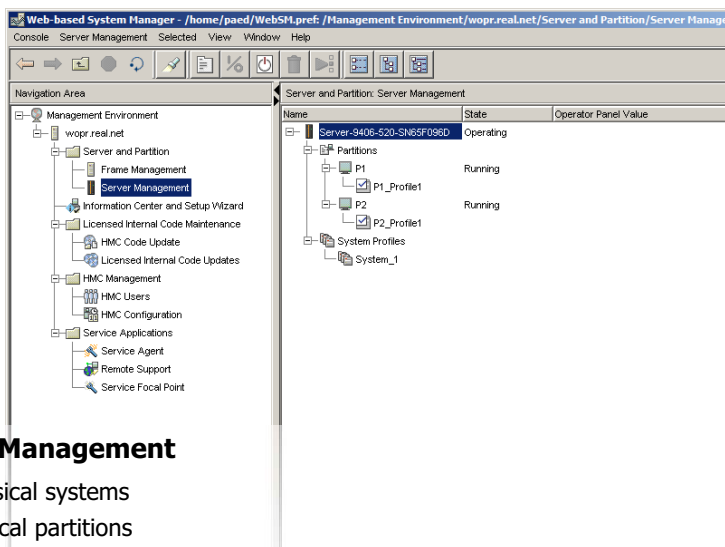 Web-based System Manager - /home/paed/WebSM.pref: /Management Environment/wopr.real.net/Server and Partition/Server Manage
Console Server Management Selected View Window Help
Navigation Area
Management Environment
wopr.real.net
Server and Partition
Frame Management
Server Management
Information Center and Setup Wizard
Licensed Internal Code Maintenance
HMC Code Update
Licensed Internal Code Updates
HMC Management
HMC Users
HMC Configuration
Service Applications
Service Agent
Remote Support
Service Focal Point
Server and Partition: Server Management
Name State Operator Panel Value
Server-9406-520-SN65F096D Operating
Partitions
P1 Running
P1_Profile1
P2 Running
P2_Profile1
System Profiles
System_1
Management
sical systems
cal partitions